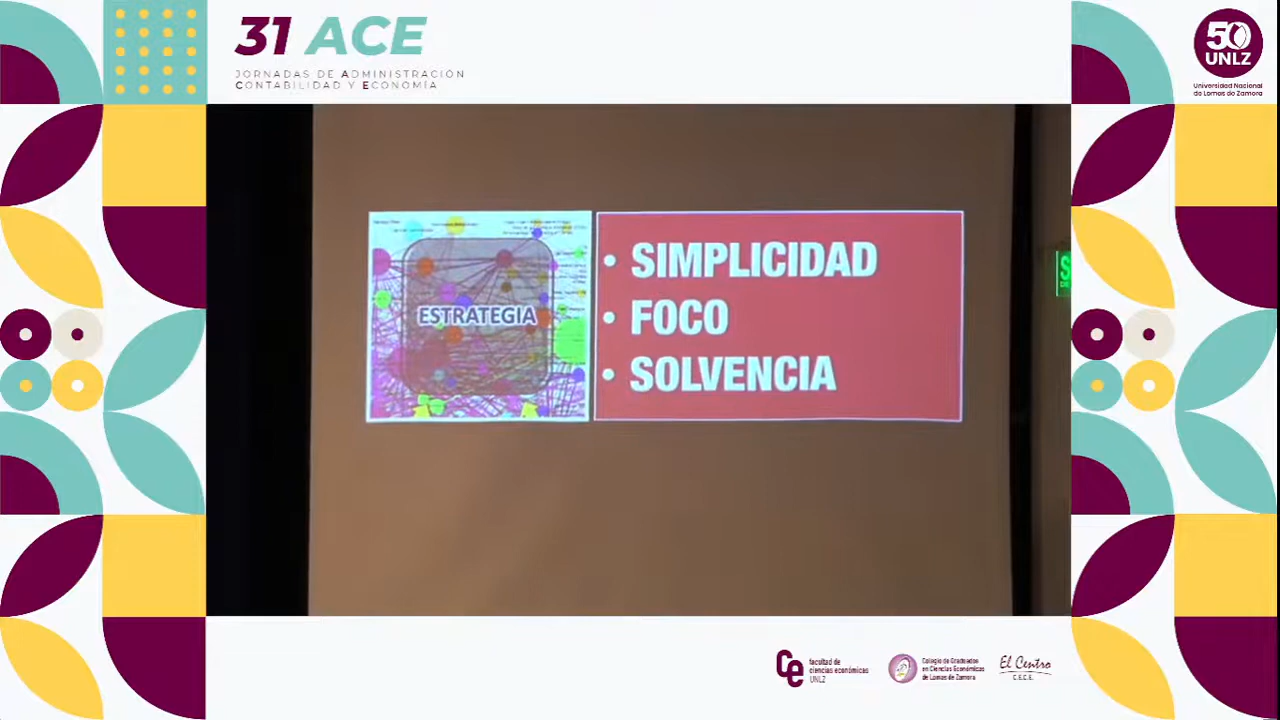 31 ACE
JORNADAS DE ADMINISTRACIÓN
CONTABILIDAD Y ECONOMÍA
50
UNLZ
Universidad Nacional
de Lomas de Zamora
ESTRATEGIA
• SIMPLICIDAD
• FOCO
• SOLVENCIA
S
ce
facultad de
ciencias económicas
UNLZ
Colegio de Graduados
en Ciencias Económicas
de Lomas de Zamora
El Centro
C.E.C.E.